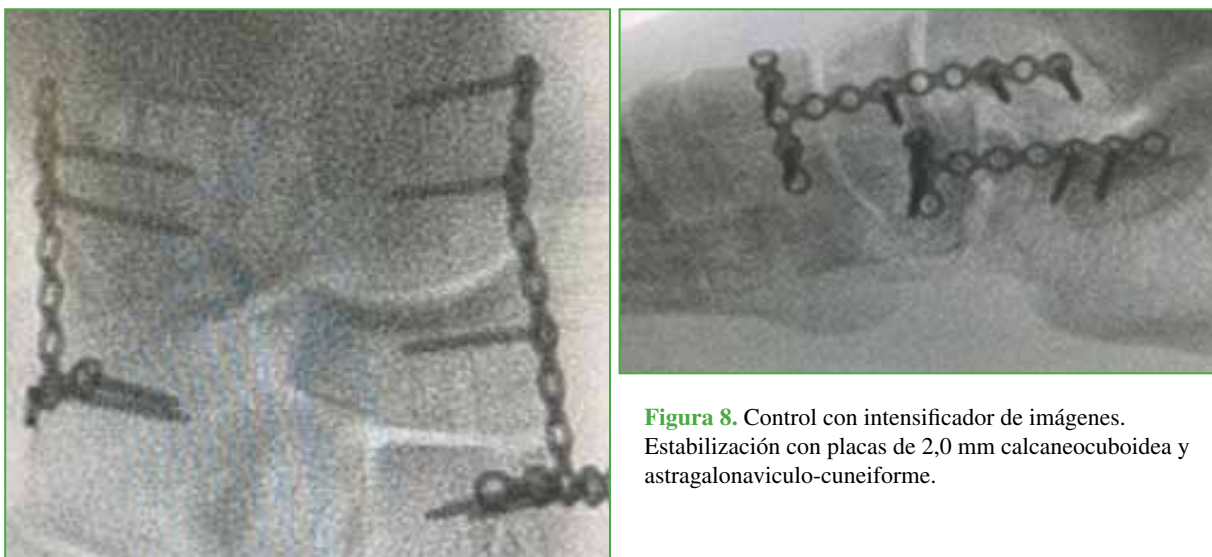 Figura 8. Control con intensificador de imágenes.
Estabilización con placas de 2,0 mm calcaneocuboidea y
astragalonaviculo-cuneiforme.